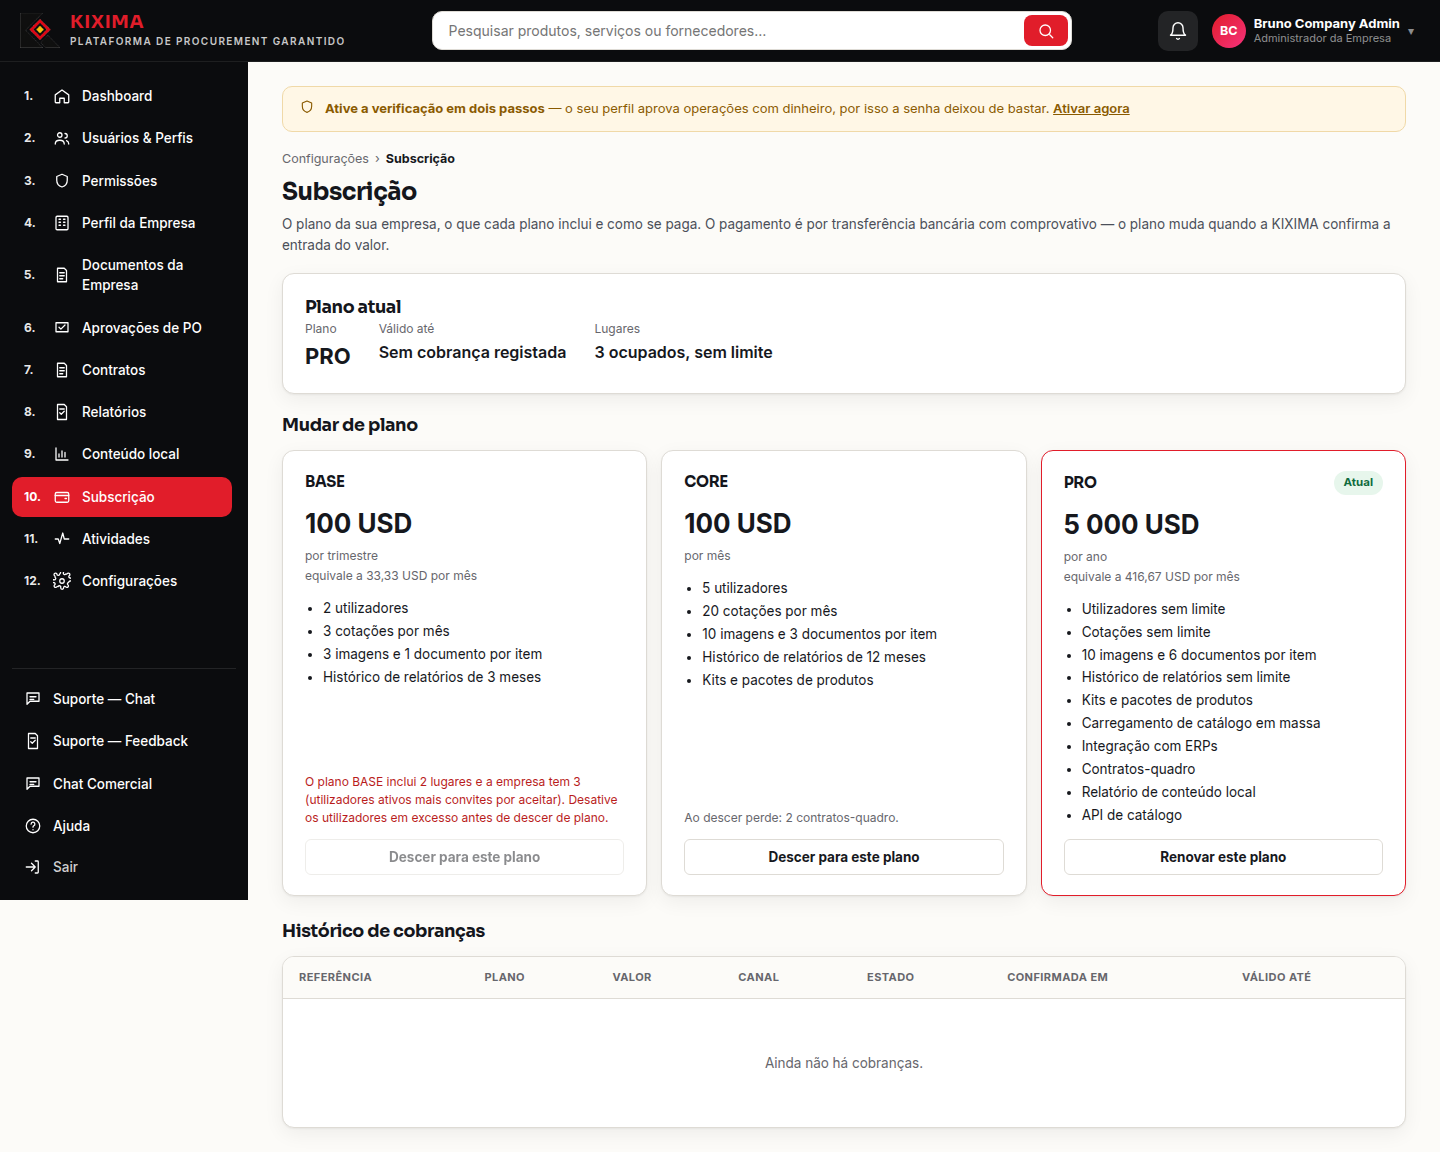 KIXIMA
PLATAFORMA DE PROCUREMENT GARANTIDO
Pesquisar produtos, serviços ou fornecedores...
BC
Bruno Company Admin
Administrador da Empresa
1. Dashboard
2. Usuários & Perfis
3. Permissões
4. Perfil da Empresa
5. Documentos da
Empresa
6. Aprovações de PO
7. Contratos
8. Relatórios
9. Conteúdo local
10. Subscrição
11. Atividades
12. Configurações
Suporte — Chat
Suporte — Feedback
Chat Comercial
Ajuda
Sair
Ative a verificação em dois passos — o seu perfil aprova operações com dinheiro, por isso a senha deixou de bastar. Ativar agora
Configurações › Subscrição
Subscrição
O plano da sua empresa, o que cada plano inclui e como se paga. O pagamento é por transferência bancária com comprovativo — o plano muda quando a KIXIMA confirma a
entrada do valor.
Plano atual
Plano Válido até Lugares
PRO Sem cobrança registada 3 ocupados, sem limite
Mudar de plano
BASE
100 USD
por trimestre
equivale a 33,33 USD por mês
• 2 utilizadores
• 3 cotações por mês
• 3 imagens e 1 documento por item
• Histórico de relatórios de 3 meses
O plano BASE inclui 2 lugares e a empresa tem 3
(utilizadores ativos mais convites por aceitar). Desative
os utilizadores em excesso antes de descer de plano.
Descer para este plano
CORE
100 USD
por mês
• 5 utilizadores
• 20 cotações por mês
• 10 imagens e 3 documentos por item
• Histórico de relatórios de 12 meses
• Kits e pacotes de produtos
Ao descer perde: 2 contratos-quadro.
Descer para este plano
PRO Atual
5 000 USD
por ano
equivale a 416,67 USD por mês
• Utilizadores sem limite
• Cotações sem limite
• 10 imagens e 6 documentos por item
• Histórico de relatórios sem limite
• Kits e pacotes de produtos
• Carregamento de catálogo em massa
• Integração com ERPs
• Contratos-quadro
• Relatório de conteúdo local
• API de catálogo
Renovar este plano
Histórico de cobranças
REFERÊNCIA PLANO VALOR CANAL ESTADO CONFIRMADA EM VÁLIDO ATÉ
Ainda não há cobranças.